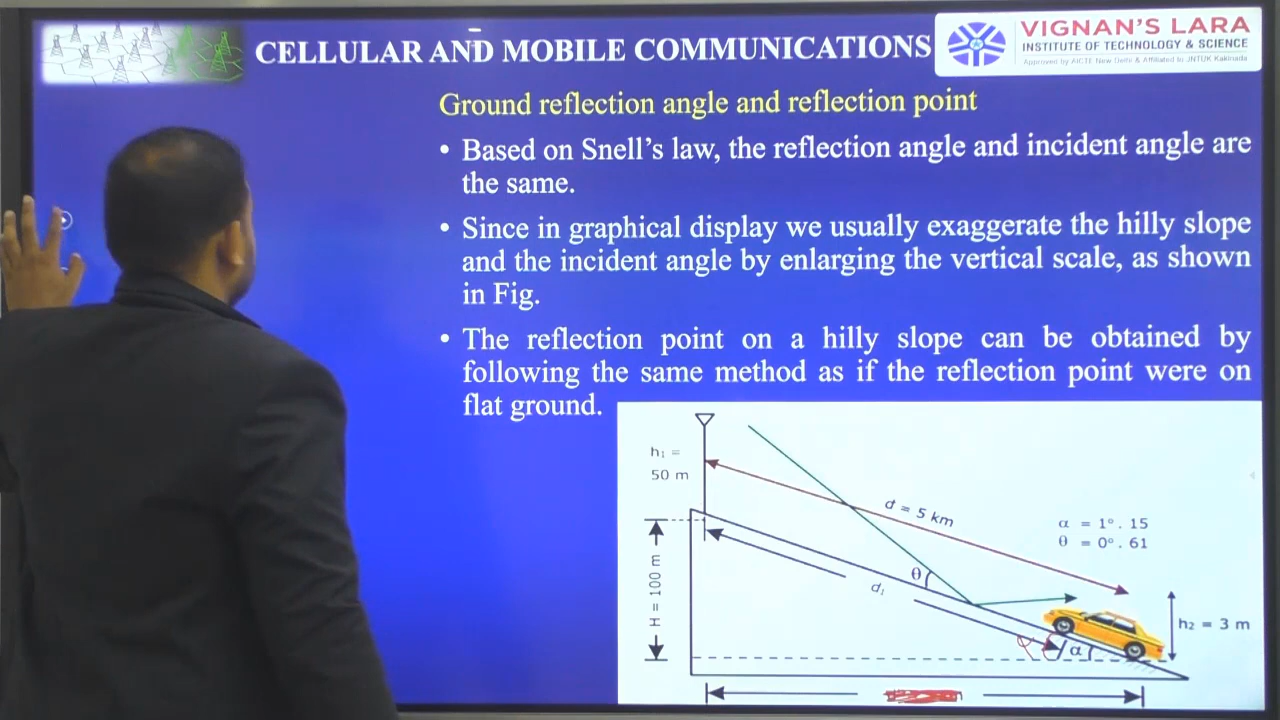 CELLULAR AND MOBILE COMMUNICATIONS
VIGNAN'S LARA
INSTITUTE OF TECHNOLOGY & SCIENCE
Approved by AICTE New Delhi & Affiliated to JNTUK Kakinada
Ground reflection angle and reflection point
• Based on Snell's law, the reflection angle and incident angle are
the same.
• Since in graphical display we usually exaggerate the hilly slope
and the incident angle by enlarging the vertical scale, as shown
in Fig.
• The reflection point on a hilly slope can be obtained by
following the same method as if the reflection point were on
flat ground.
h₁ =
50 m
d = 5 km
α = 1°. 15
θ = 0°. 61
H = 100 m
θ
d₁
h₂ = 3 m
α